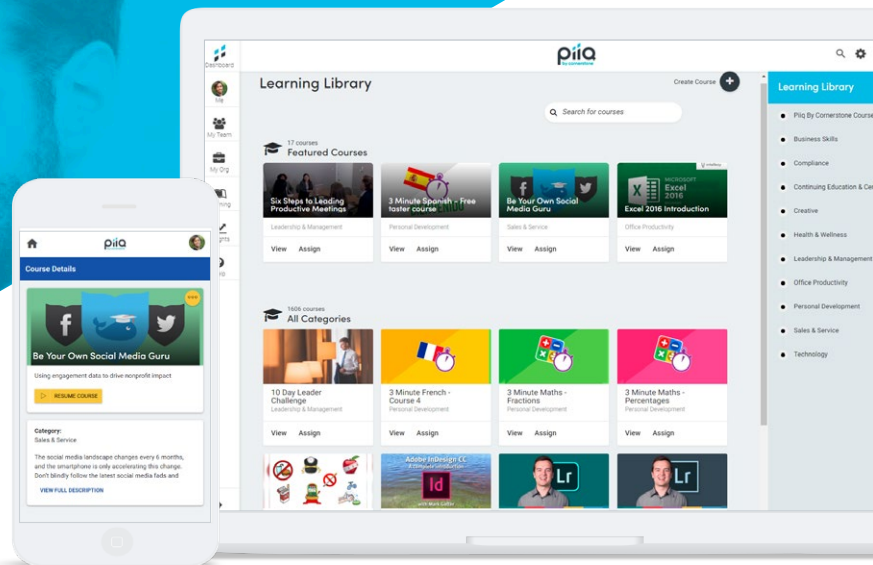 Dashboard
Me
My Team
My Org
piiQ
by cornerstone
Learning Library
Create Course
Search for courses
17 courses
Featured Courses
Six Steps to Leading
Productive Meetings
Leadership & Management
View Assign
3 Minute Spanish - Free
taster course
Personal Development
View Assign
Be Your Own Social
Media Guru
Sales & Service
View Assign
MICROSOFT
Excel
2016
Excel 2016 Introduction
Office Productivity
View Assign
1606 courses
All Categories
10 Day Leader
Challenge
Leadership & Management
View Assign
3 Minute French -
Course 4
Personal Development
View Assign
3 Minute Maths -
Fractions
Personal Development
View Assign
3 Minute Maths -
Percentages
Personal Development
View Assign
Adobe InDesign CC
Id
Lr
Lr
Learning Library
Piiq By Cornerstone Course
Business Skills
Compliance
Continuing Education & Cer
Creative
Health & Wellness
Leadership & Management
Office Productivity
Personal Development
Sales & Service
Technology
piiQ
Course Details
Be Your Own Social Media Guru
Using engagement data to drive nonprofit impact
RESUME COURSE
Category:
Sales & Service
The social media landscape changes every 6 months,
and the smartphone is only accelerating this change.
Don't blindly follow the latest social media fads and
VIEW FULL DESCRIPTION